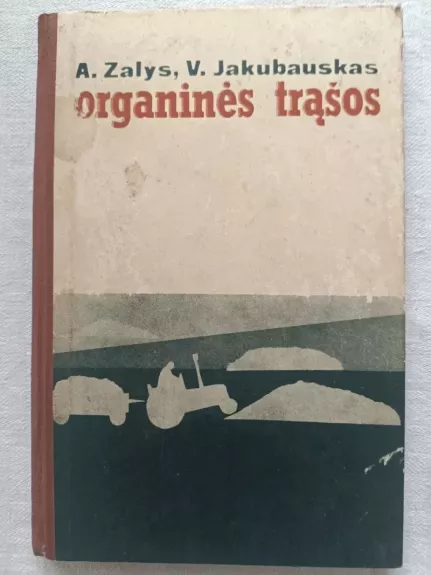 A. Zalys, V. Jakubauskas
organinės trąšos